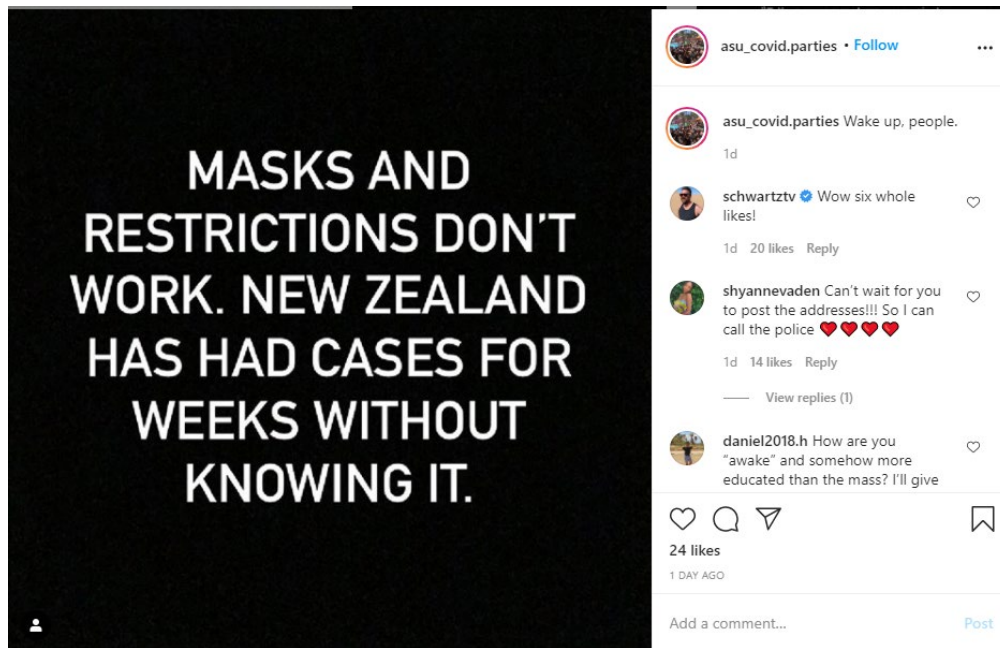 MASKS AND
RESTRICTIONS DON'T
WORK. NEW ZEALAND
HAS HAD CASES FOR
WEEKS WITHOUT
KNOWING IT.
asu_covid.parties • Follow
asu_covid.parties Wake up, people.
1d
schwartztv Wow six whole
likes!
1d 20 likes Reply
shyannevaden Can't wait for you
to post the addresses!!! So I can
call the police ❤❤❤❤
1d 14 likes Reply
View replies (1)
daniel2018.h How are you
"awake" and somehow more
educated than the mass? I'll give
24 likes
1 DAY AGO
Add a comment...
Post